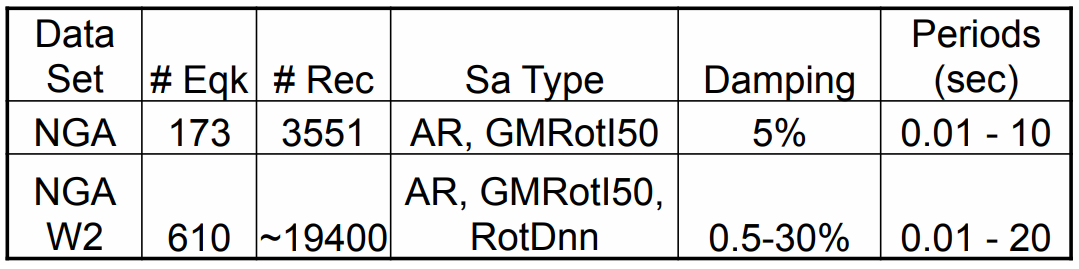 Data Set # Eqk # Rec Sa Type Damping Periods (sec)
NGA 173 3551 AR, GMRotI50 5% 0.01 - 10
NGA W2 610 ~19400 AR, GMRotI50, RotDnn 0.5-30% 0.01 - 20